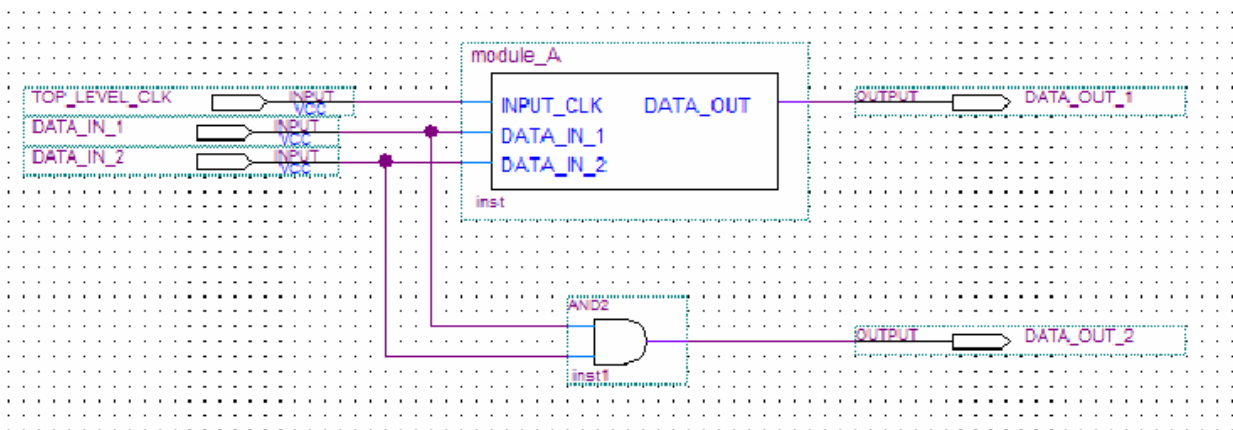 module_A
TOP_LEVEL_CLK INPUT VCC
INPUT_CLK DATA_OUT
OUTPUT DATA_OUT_1
DATA_IN_1 INPUT VCC
DATA_IN_1
DATA_IN_2 INPUT VCC
DATA_IN_2
inst
AND2
OUTPUT DATA_OUT_2
inst1